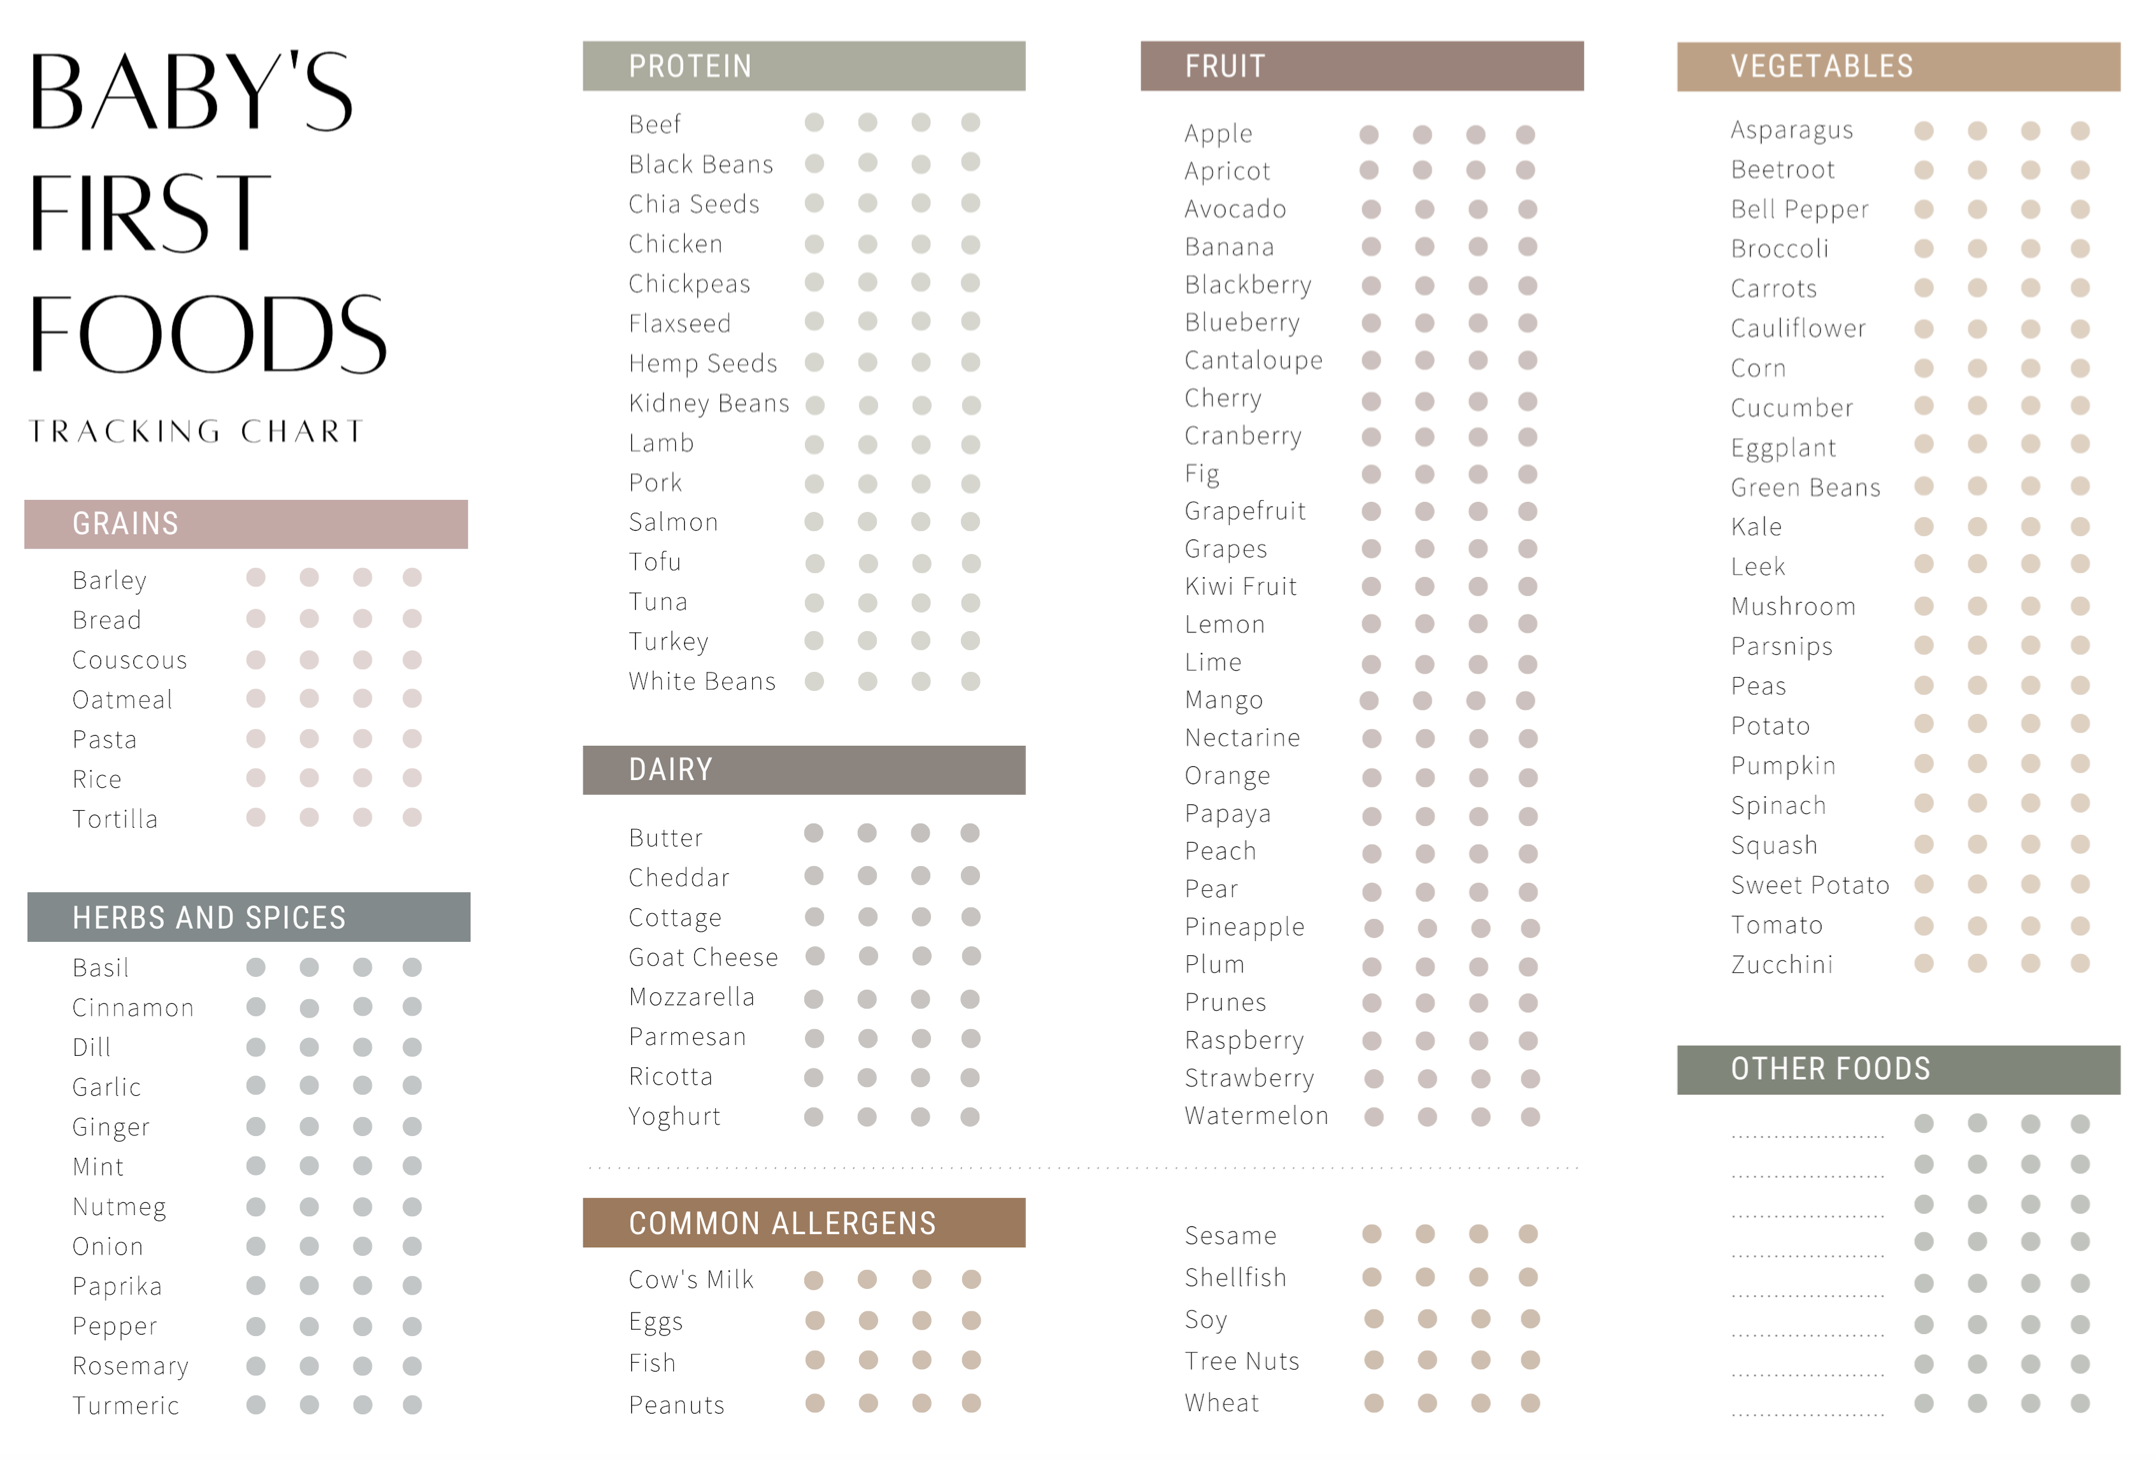 BABY'S
FIRST
FOODS
TRACKING CHART
GRAINS
Barley
Bread
Couscous
Oatmeal
Pasta
Rice
Tortilla
HERBS AND SPICES
Basil
Cinnamon
Dill
Garlic
Ginger
Mint
Nutmeg
Onion
Paprika
Pepper
Rosemary
Turmeric
PROTEIN
Beef
Black Beans
Chia Seeds
Chicken
Chickpeas
Flaxseed
Hemp Seeds
Kidney Beans
Lamb
Pork
Salmon
Tofu
Tuna
Turkey
White Beans
DAIRY
Butter
Cheddar
Cottage
Goat Cheese
Mozzarella
Parmesan
Ricotta
Yoghurt
FRUIT
Apple
Apricot
Avocado
Banana
Blackberry
Blueberry
Cantaloupe
Cherry
Cranberry
Fig
Grapefruit
Grapes
Kiwi Fruit
Lemon
Lime
Mango
Nectarine
Orange
Papaya
Peach
Pear
Pineapple
Plum
Prunes
Raspberry
Strawberry
Watermelon
COMMON ALLERGENS
Cow's Milk
Eggs
Fish
Peanuts
Sesame
Shellfish
Soy
Tree Nuts
Wheat
VEGETABLES
Asparagus
Beetroot
Bell Pepper
Broccoli
Carrots
Cauliflower
Corn
Cucumber
Eggplant
Green Beans
Kale
Leek
Mushroom
Parsnips
Peas
Potato
Pumpkin
Spinach
Squash
Sweet Potato
Tomato
Zucchini
OTHER FOODS